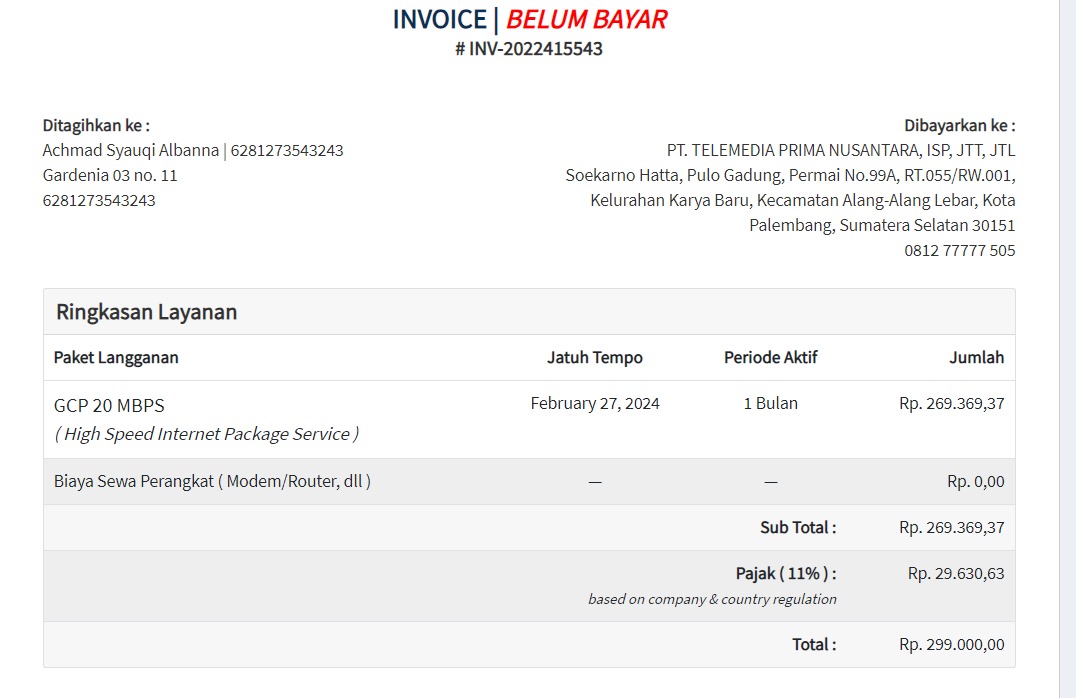 INVOICE | BELUM BAYAR
# INV-2022415543
Ditagihkan ke :
Achmad Syauqi Albanna | 6281273543243
Gardenia 03 no. 11
6281273543243
Dibayarkan ke :
PT. TELEMEDIA PRIMA NUSANTARA, ISP, JTT, JTL
Soekarno Hatta, Pulo Gadung, Permai No.99A, RT.055/RW.001,
Kelurahan Karya Baru, Kecamatan Alang-Alang Lebar, Kota
Palembang, Sumatera Selatan 30151
0812 77777 505
Ringkasan Layanan
Paket Langganan Jatuh Tempo Periode Aktif Jumlah
GCP 20 MBPS February 27, 2024 1 Bulan Rp. 269.369,37
( High Speed Internet Package Service )
Biaya Sewa Perangkat ( Modem/Router, dll ) — — Rp. 0,00
Sub Total : Rp. 269.369,37
Pajak ( 11% ) : Rp. 29.630,63
based on company & country regulation
Total : Rp. 299.000,00